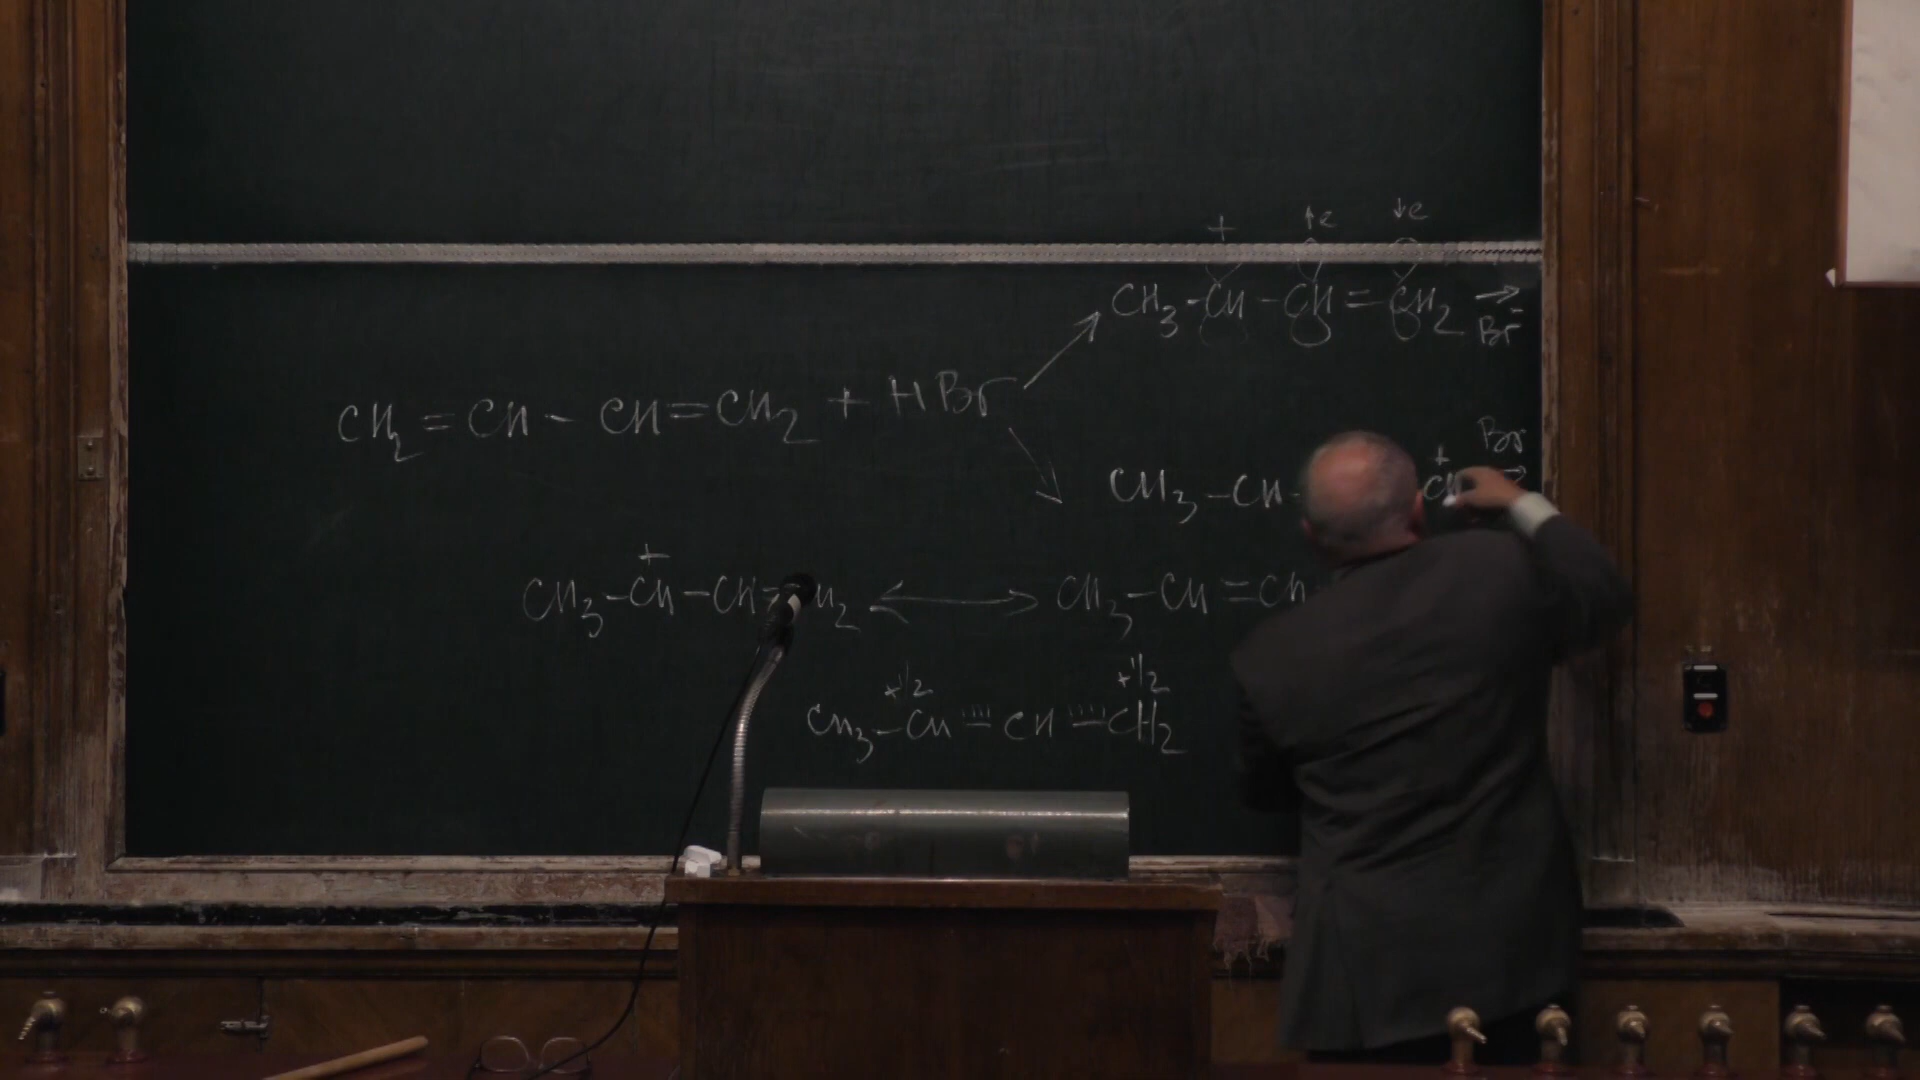 + ↑e ↓e
CH3-CH-CH=CH2 →
Br-
CH2=CH-CH=CH2 + HBr
Br
+
CH3-CH-
+
CH3-CH-CH=CH2 ↔ CH3-CH=CH
+1/2 +1/2
CH3-CH=CH=CH2